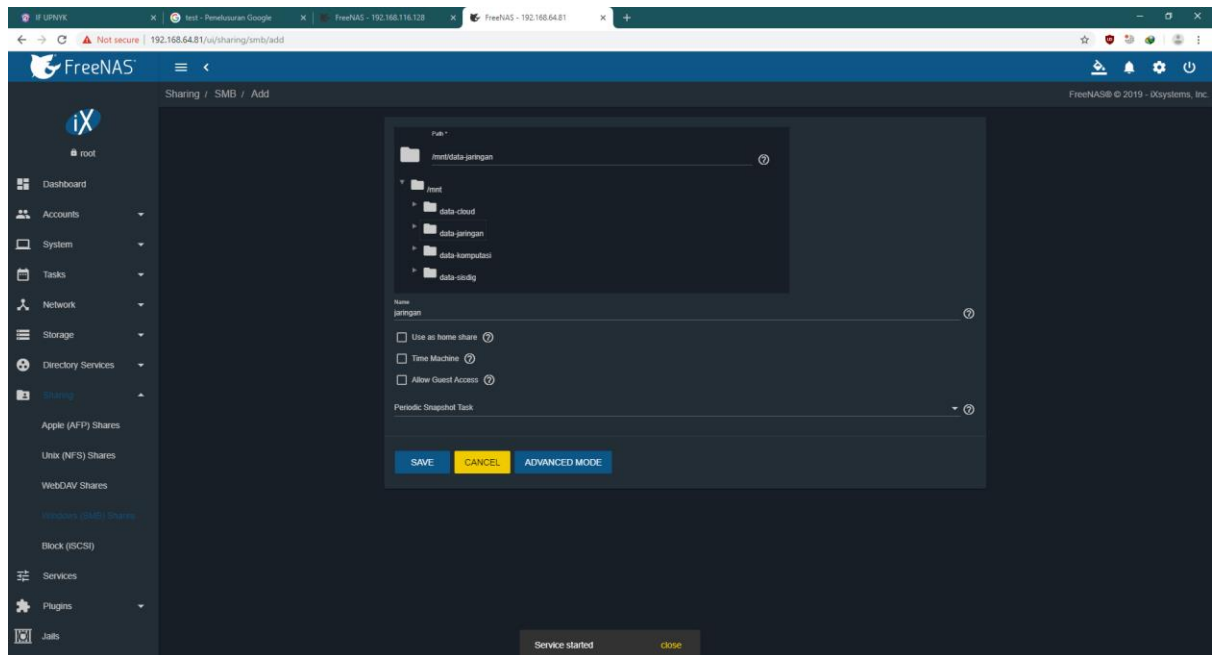 IF UPNYK
test - Penelusuran Google
FreeNAS - 192.168.116.128
FreeNAS - 192.168.64.81
Not secure
192.168.64.81/ui/sharing/smb/add
FreeNAS
Sharing / SMB / Add
FreeNAS® © 2019 - iXsystems, Inc.
iX
root
Dashboard
Accounts
System
Tasks
Network
Storage
Directory Services
Sharing
Apple (AFP) Shares
Unix (NFS) Shares
WebDAV Shares
Windows (SMB) Shares
Block (iSCSI)
Services
Plugins
Jails
Path *
/mnt/data-jaringan
/mnt
data-cloud
data-jaringan
data-komputasi
data-sisdig
Name
jaringan
Use as home share
Time Machine
Allow Guest Access
Periodic Snapshot Task
SAVE
CANCEL
ADVANCED MODE
Service started
close